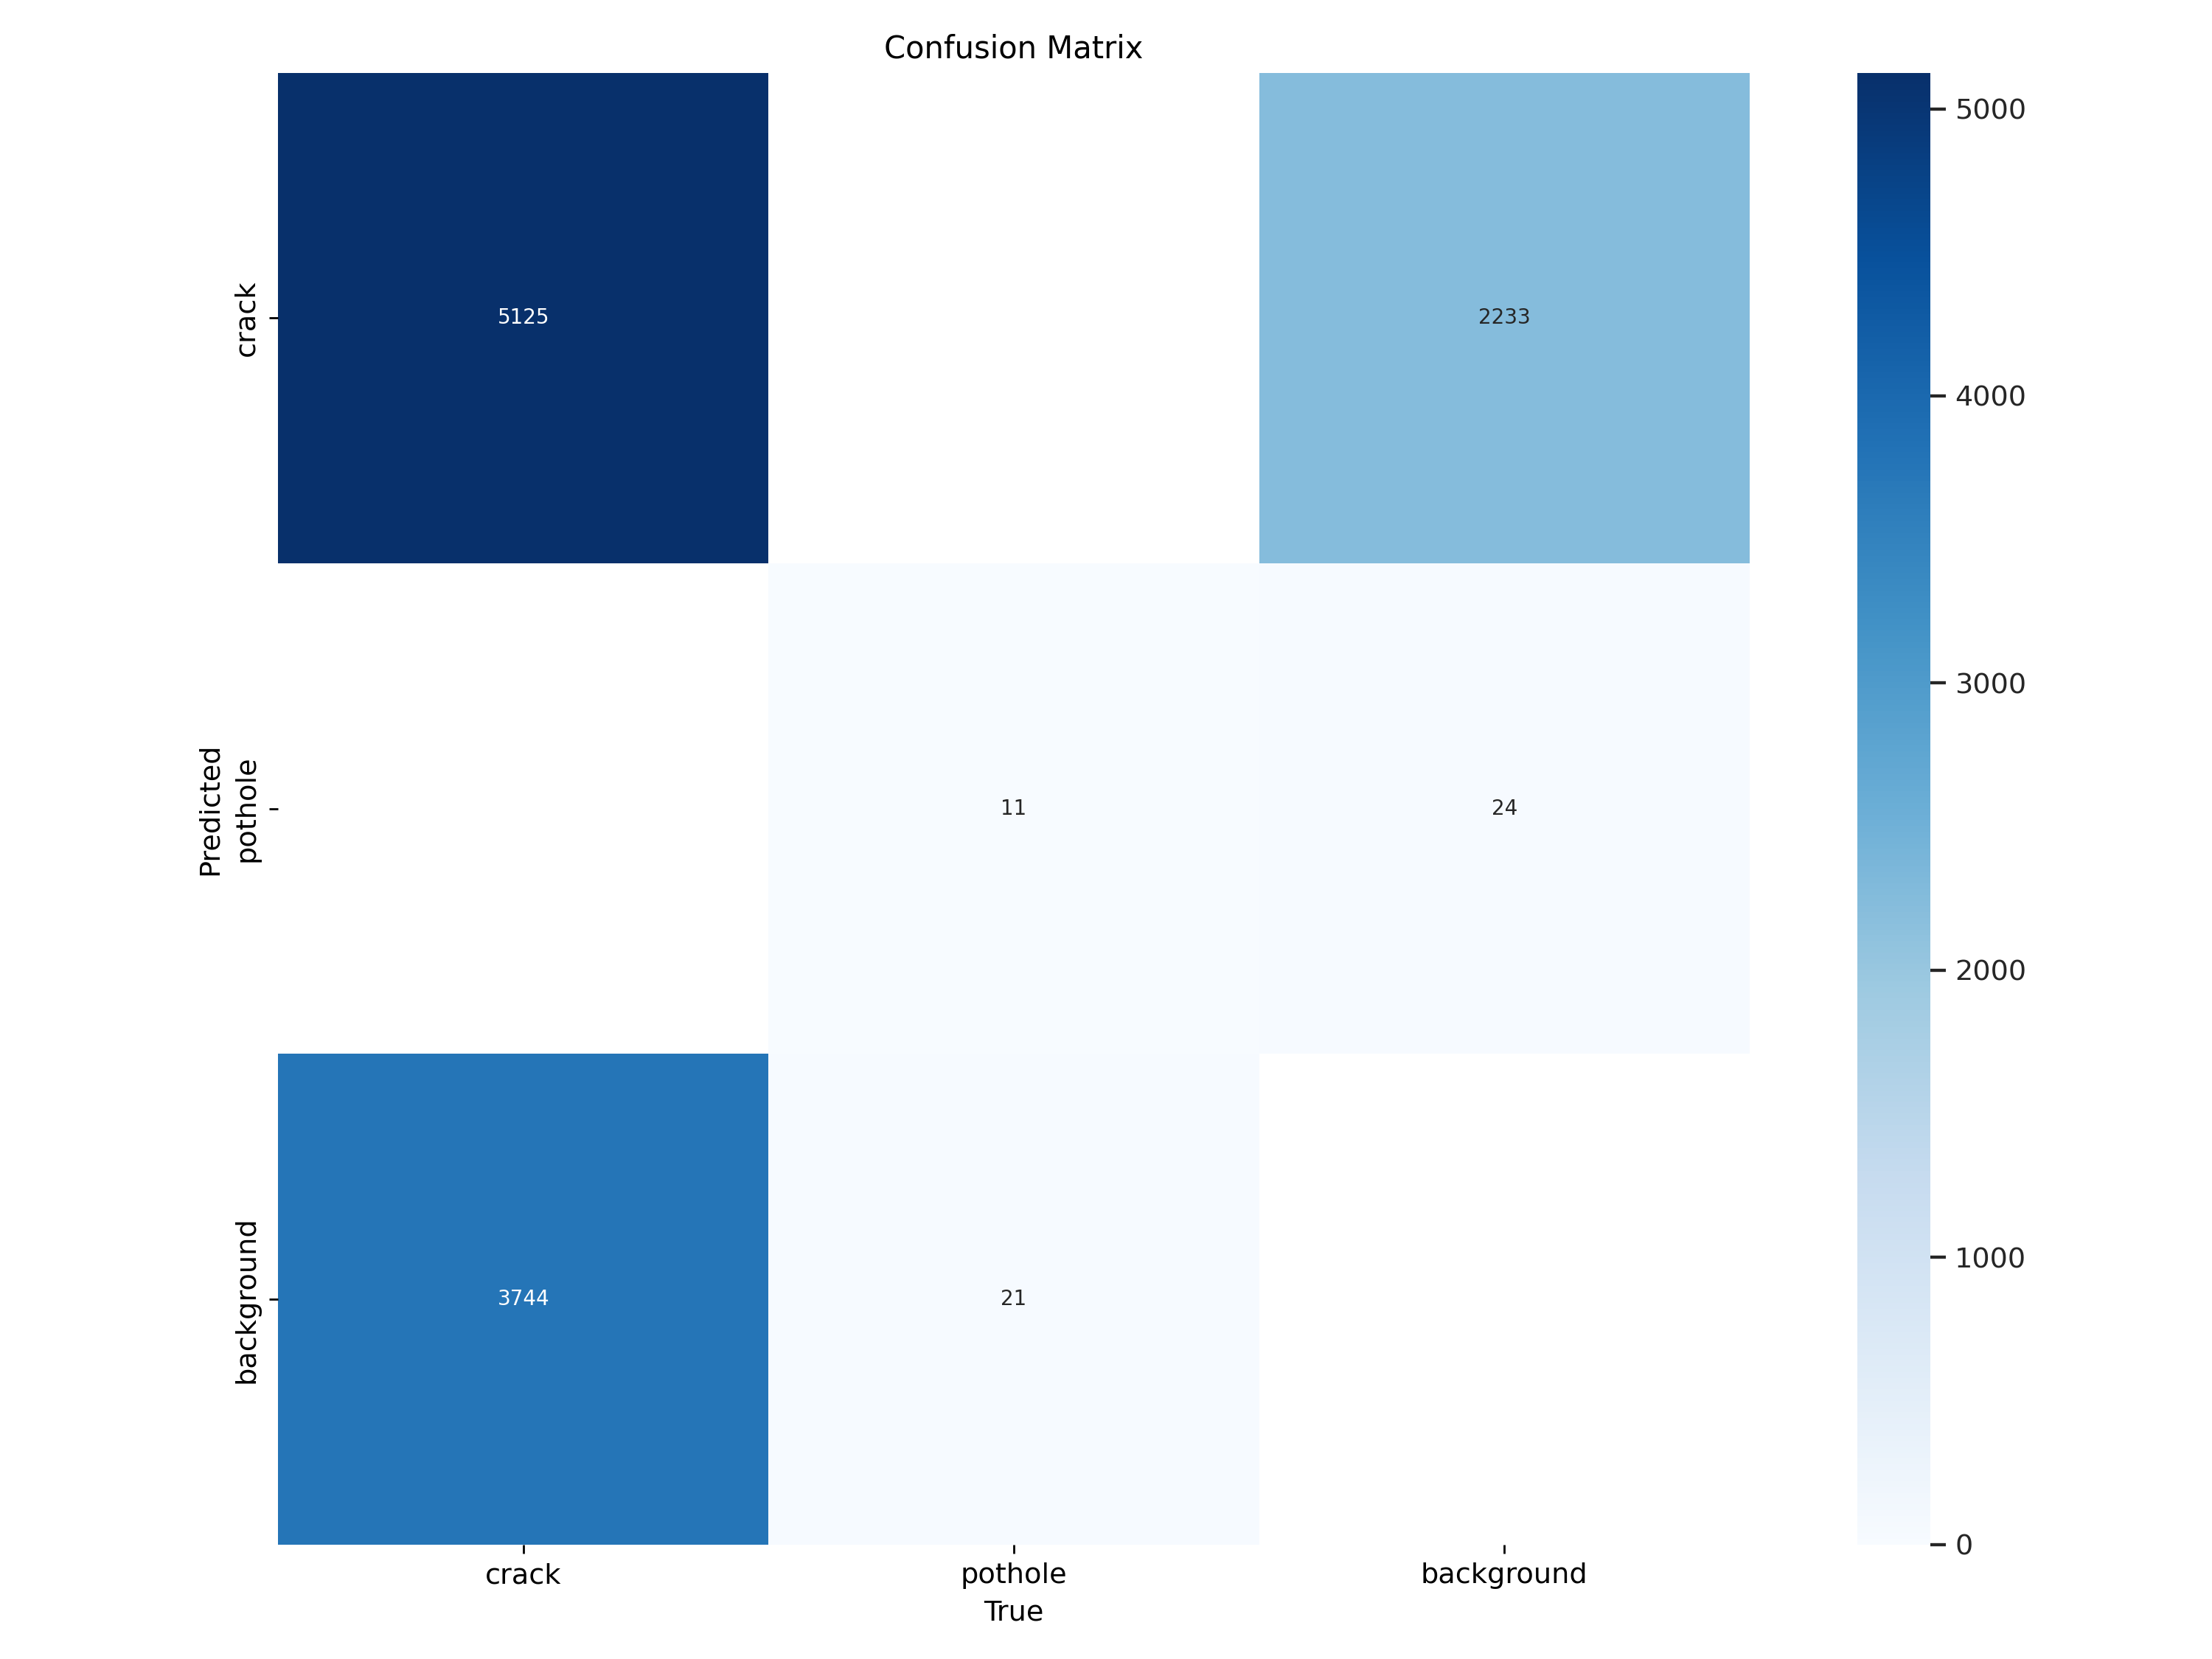 Confusion Matrix
crack
5125
2233
Predicted
pothole
11
24
background
3744
21
crack
pothole
background
True
5000
4000
3000
2000
1000
0